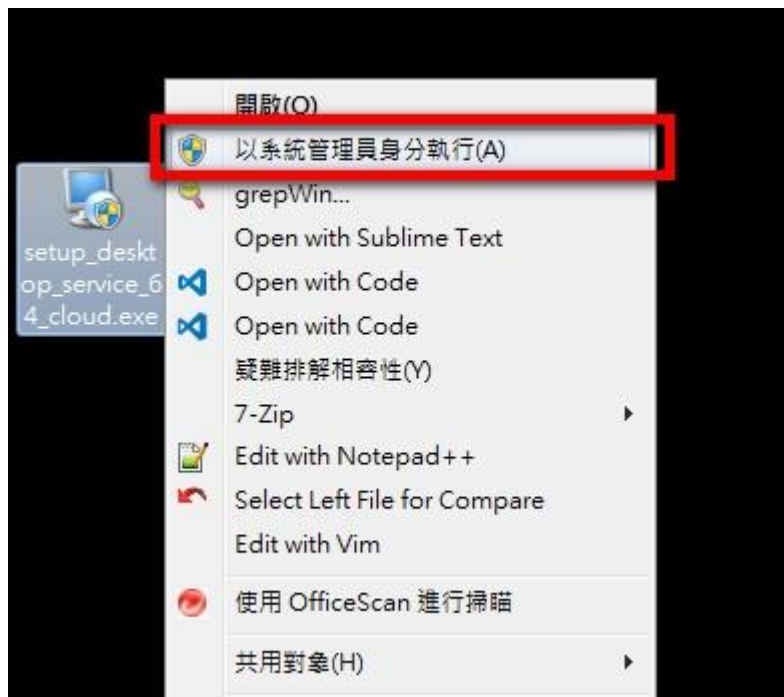 開啟(O)
以系統管理員身分執行(A)
grepWin...
Open with Sublime Text
Open with Code
Open with Code
疑難排解相容性(Y)
7-Zip
Edit with Notepad++
Select Left File for Compare
Edit with Vim
使用 OfficeScan 進行掃瞄
共用對象(H)
setup_deskt
op_service_6
4_cloud.exe